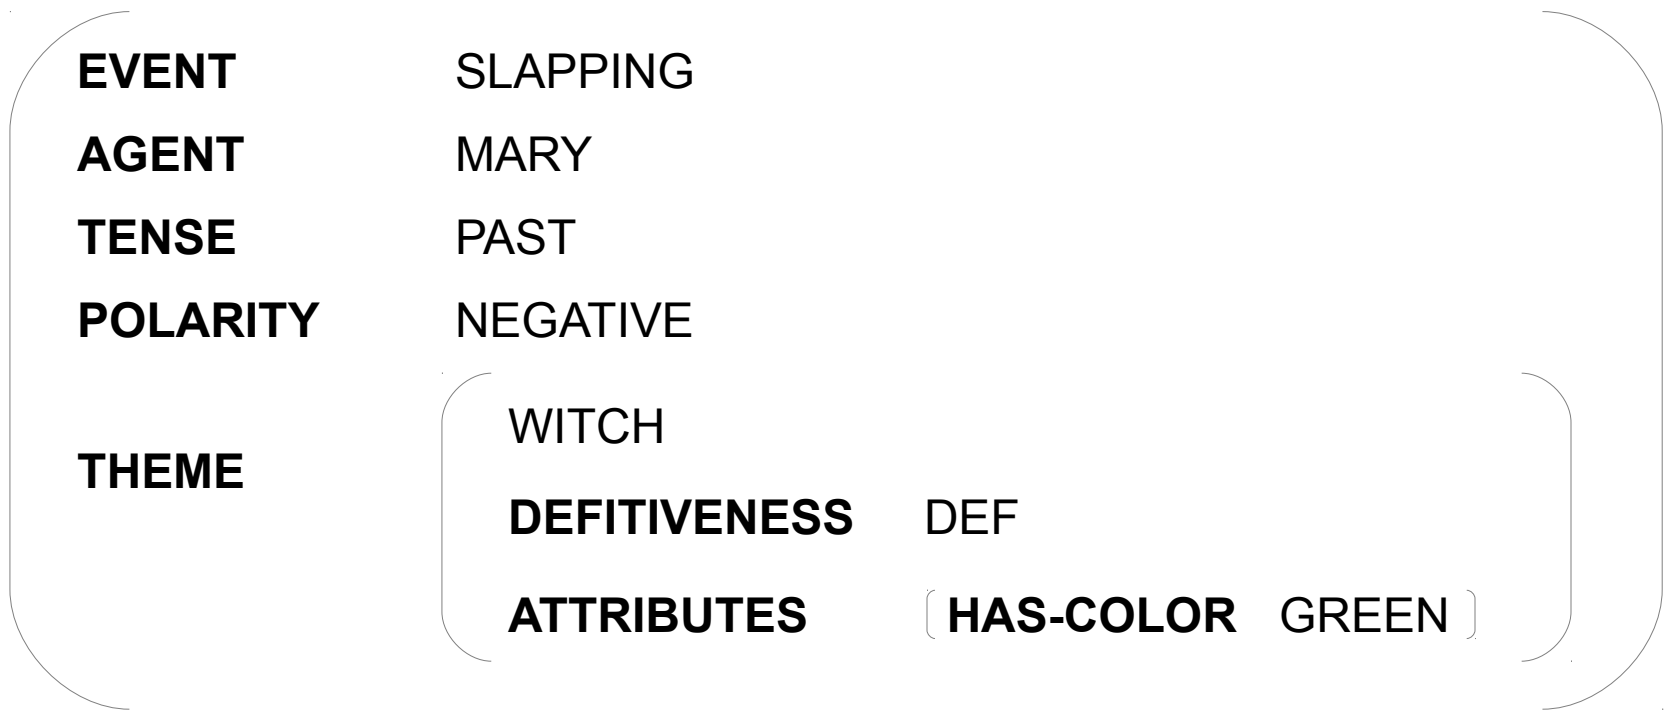 EVENT SLAPPING
AGENT MARY
TENSE PAST
POLARITY NEGATIVE
THEME
WITCH
DEFITIVENESS DEF
ATTRIBUTES HAS-COLOR GREEN